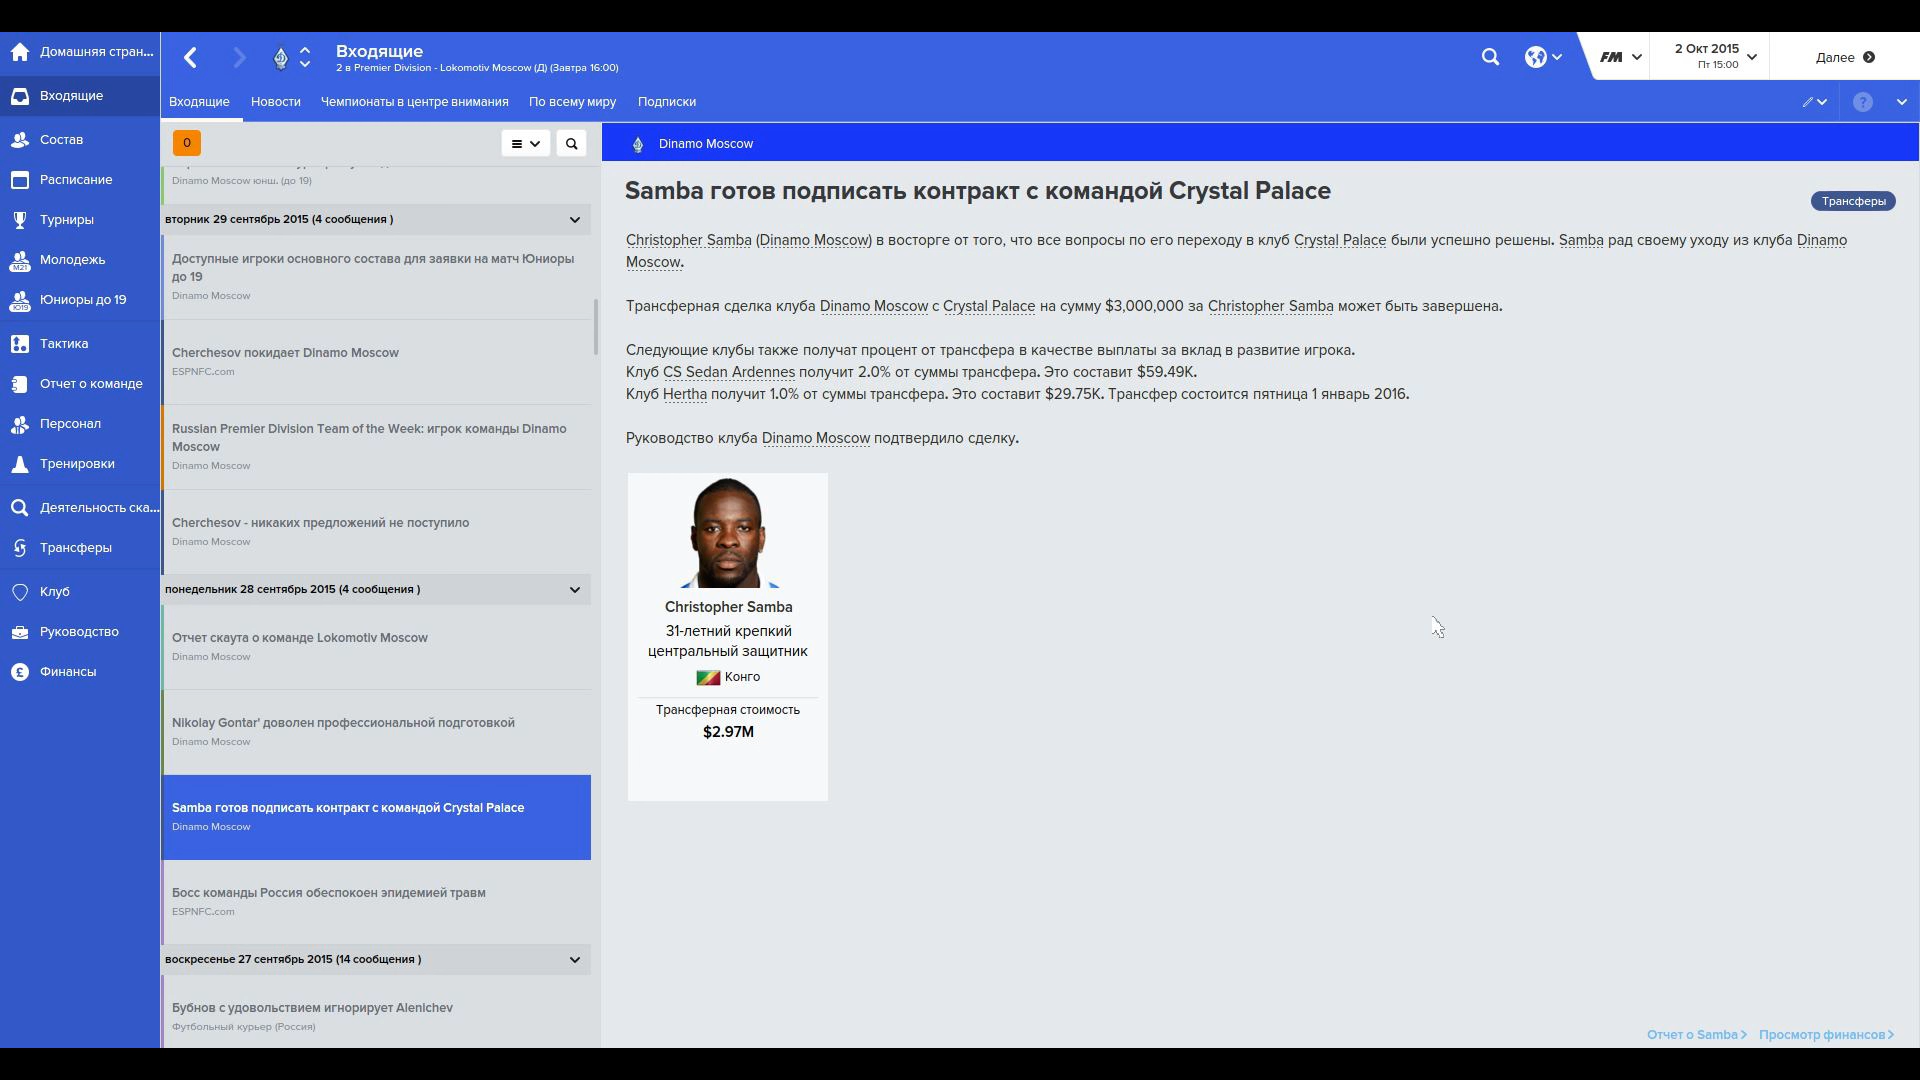 Домашняя стран...
Входящие
Состав
Расписание
Турниры
M21
Молодежь
Ю19
Юниоры до 19
Тактика
Отчет о команде
Персонал
Тренировки
Деятельность ска...
Трансферы
Клуб
Руководство
£
Финансы
Входящие
2 в Premier Division - Lokomotiv Moscow (Д) (Завтра 16:00)
FM
2 Окт 2015
Пт 15:00
Далее
Входящие
Новости
Чемпионаты в центре внимания
По всему миру
Подписки
?
0
Dinamo Moscow юнш. (до 19)
вторник 29 сентябрь 2015 (4 сообщения )
Доступные игроки основного состава для заявки на матч Юниоры
до 19
Dinamo Moscow
Cherchesov покидает Dinamo Moscow
ESPNFC.com
Russian Premier Division Team of the Week: игрок команды Dinamo
Moscow
Dinamo Moscow
Cherchesov - никаких предложений не поступило
Dinamo Moscow
понедельник 28 сентябрь 2015 (4 сообщения )
Отчет скаута о команде Lokomotiv Moscow
Dinamo Moscow
Nikolay Gontar' доволен профессиональной подготовкой
Dinamo Moscow
Samba готов подписать контракт с командой Crystal Palace
Dinamo Moscow
Босс команды Россия обеспокоен эпидемией травм
ESPNFC.com
воскресенье 27 сентябрь 2015 (14 сообщения )
Бубнов с удовольствием игнорирует Alenichev
Футбольный курьер (Россия)
Dinamo Moscow
Samba готов подписать контракт с командой Crystal Palace
Трансферы
Christopher Samba (Dinamo Moscow) в восторге от того, что все вопросы по его переходу в клуб Crystal Palace были успешно решены. Samba рад своему уходу из клуба Dinamo
Moscow.
Трансферная сделка клуба Dinamo Moscow с Crystal Palace на сумму $3,000,000 за Christopher Samba может быть завершена.
Следующие клубы также получат процент от трансфера в качестве выплаты за вклад в развитие игрока.
Клуб CS Sedan Ardennes получит 2.0% от суммы трансфера. Это составит $59.49K.
Клуб Hertha получит 1.0% от суммы трансфера. Это составит $29.75K. Трансфер состоится пятница 1 январь 2016.
Руководство клуба Dinamo Moscow подтвердило сделку.
Christopher Samba
31-летний крепкий
центральный защитник
Конго
Трансферная стоимость
$2.97M
Отчет о Samba
Просмотр финансов